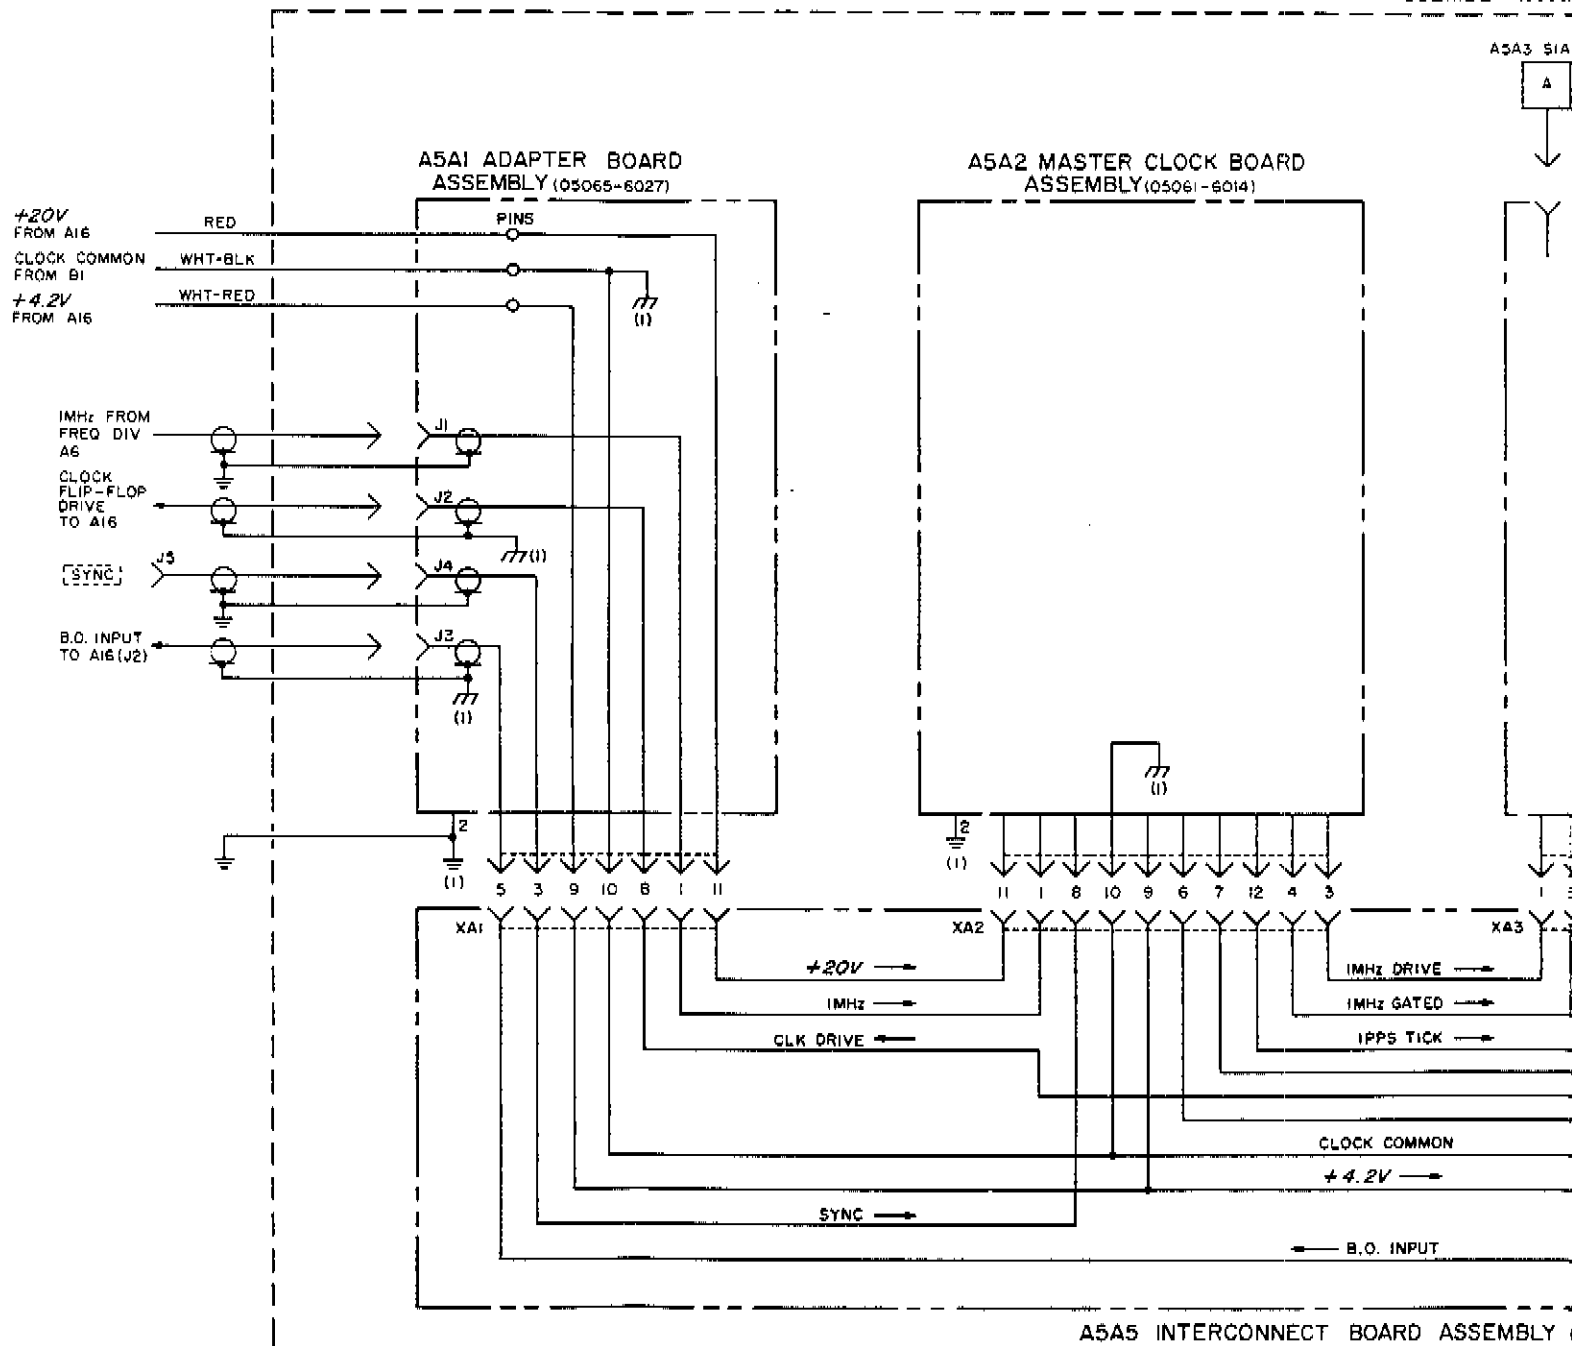 A5A3 S1A
A
A5A1 ADAPTER BOARD
ASSEMBLY (05065-6027)
A5A2 MASTER CLOCK BOARD
ASSEMBLY (05061-6014)
+20V
FROM A16
RED
PINS
CLOCK COMMON
FROM B1
WHT-BLK
+4.2V
FROM A16
WHT-RED
(1)
1MHz FROM
FREQ DIV
A6
J1
CLOCK
FLIP-FLOP
DRIVE
TO A16
J2
(1)
SYNC
J5
J4
B.O. INPUT
TO A16 (J2)
J3
(1)
(1)
2
(1)
2
(1)
5 3 9 10 8 1 11
11 1 8 10 9 6 7 12 4 3
1
XA1
XA2
XA3
+20V
1MHz DRIVE
1MHz
1MHz GATED
CLK DRIVE
1PPS TICK
CLOCK COMMON
+4.2V
SYNC
B.O. INPUT
A5A5 INTERCONNECT BOARD ASSEMBLY